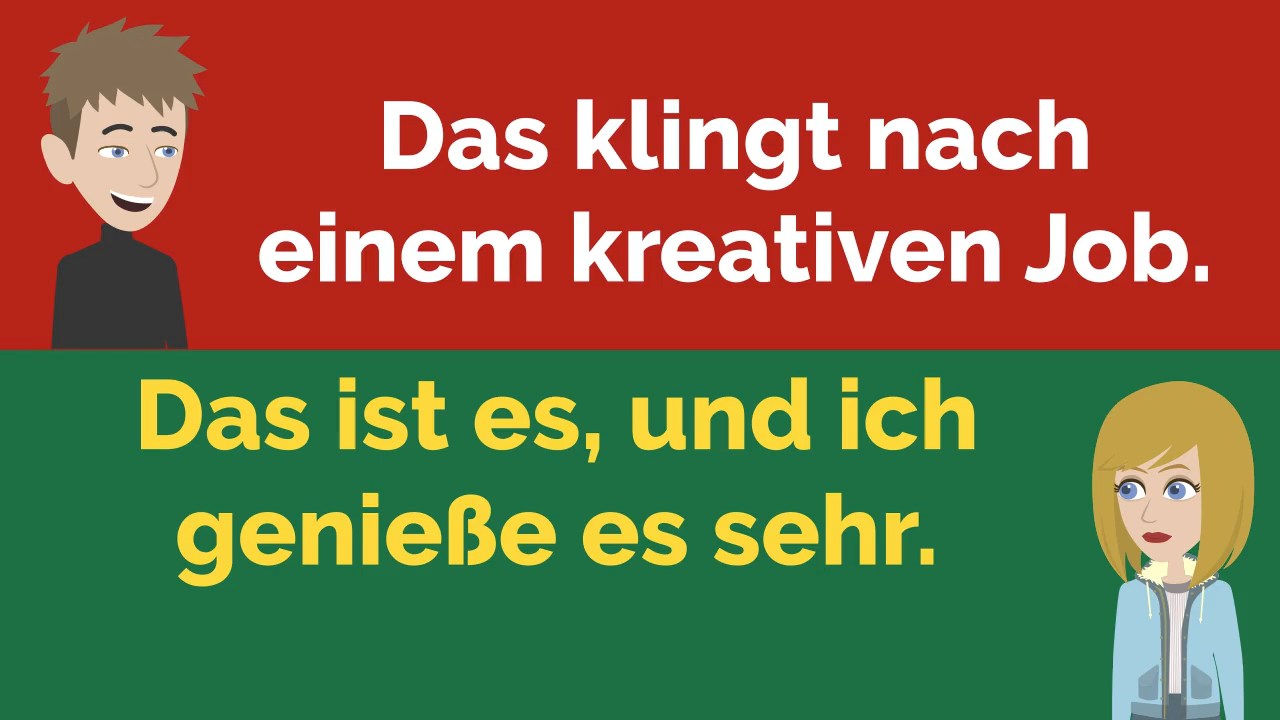 Das klingt nach
einem kreativen Job.
Das ist es, und ich
genieße es sehr.